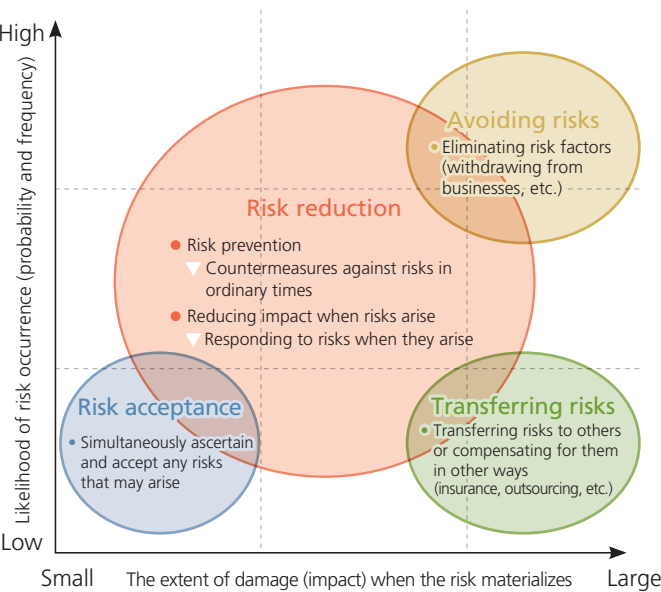 High
Likelihood of risk occurrence (probability and frequency)
Low
Avoiding risks
Eliminating risk factors
(withdrawing from
businesses, etc.)
Risk reduction
Risk prevention
Countermeasures against risks in
ordinary times
Reducing impact when risks arise
Responding to risks when they arise
Risk acceptance
Simultaneously ascertain
and accept any risks
that may arise
Transferring risks
Transferring risks to others
or compensating for them
in other ways
(insurance, outsourcing, etc.)
Small
The extent of damage (impact) when the risk materializes
Large